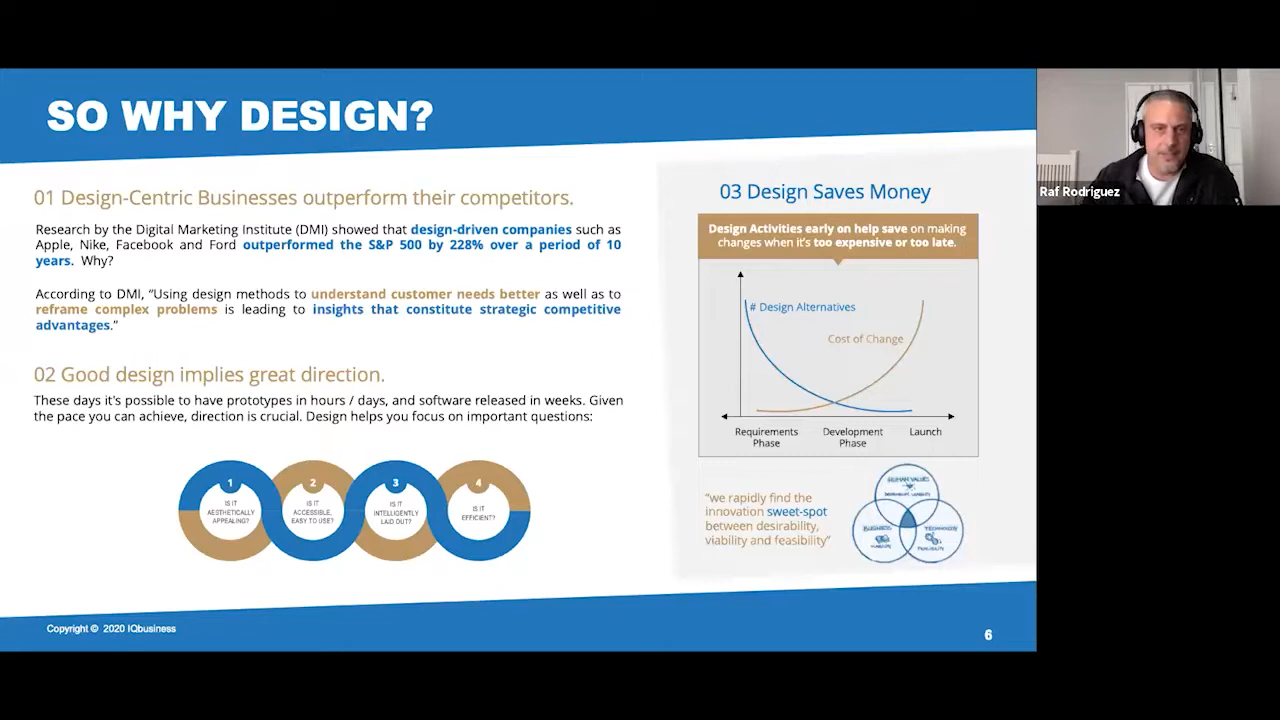 SO WHY DESIGN?
01 Design-Centric Businesses outperform their competitors.
Research by the Digital Marketing Institute (DMI) showed that design-driven companies such as
Apple, Nike, Facebook and Ford outperformed the S&P 500 by 228% over a period of 10
years. Why?
According to DMI, “Using design methods to understand customer needs better as well as to
reframe complex problems is leading to insights that constitute strategic competitive
advantages.”
02 Good design implies great direction.
These days it's possible to have prototypes in hours / days, and software released in weeks. Given
the pace you can achieve, direction is crucial. Design helps you focus on important questions:
1
IS IT
AESTHETICALLY
APPEALING?
2
IS IT
ACCESSIBLE,
EASY TO USE?
3
IS IT
INTELLIGENTLY
LAID OUT?
4
IS IT
EFFICIENT?
03 Design Saves Money
Design Activities early on help save on making
changes when it’s too expensive or too late.
# Design Alternatives
Cost of Change
Requirements
Phase
Development
Phase
Launch
“we rapidly find the
innovation sweet-spot
between desirability,
viability and feasibility”
HUMAN VALUES
BUSINESS
TECHNOLOGY
Copyright © 2020 IQbusiness
6
Raf Rodriguez